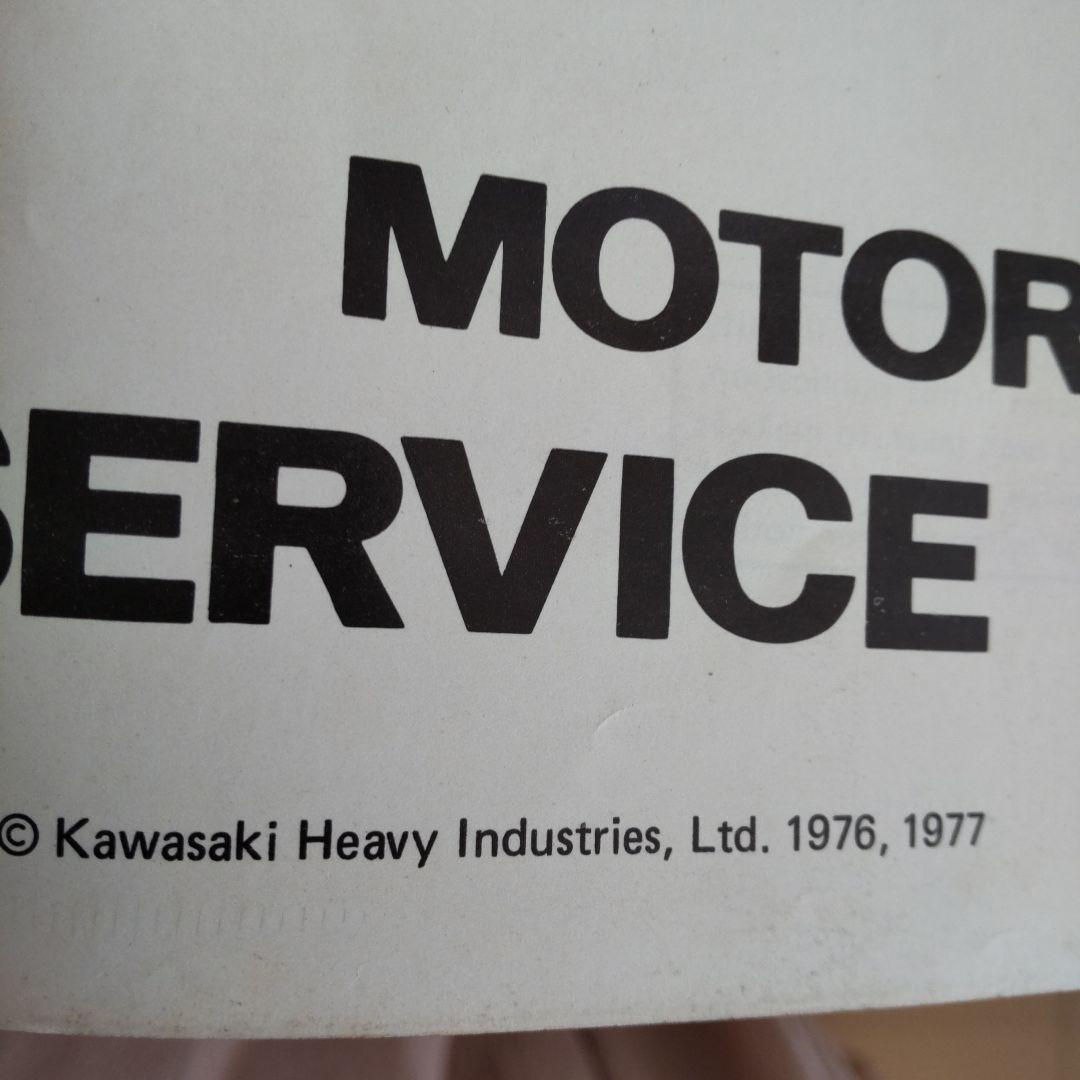 MOTOR
SERVICE
© Kawasaki Heavy Industries, Ltd. 1976, 1977